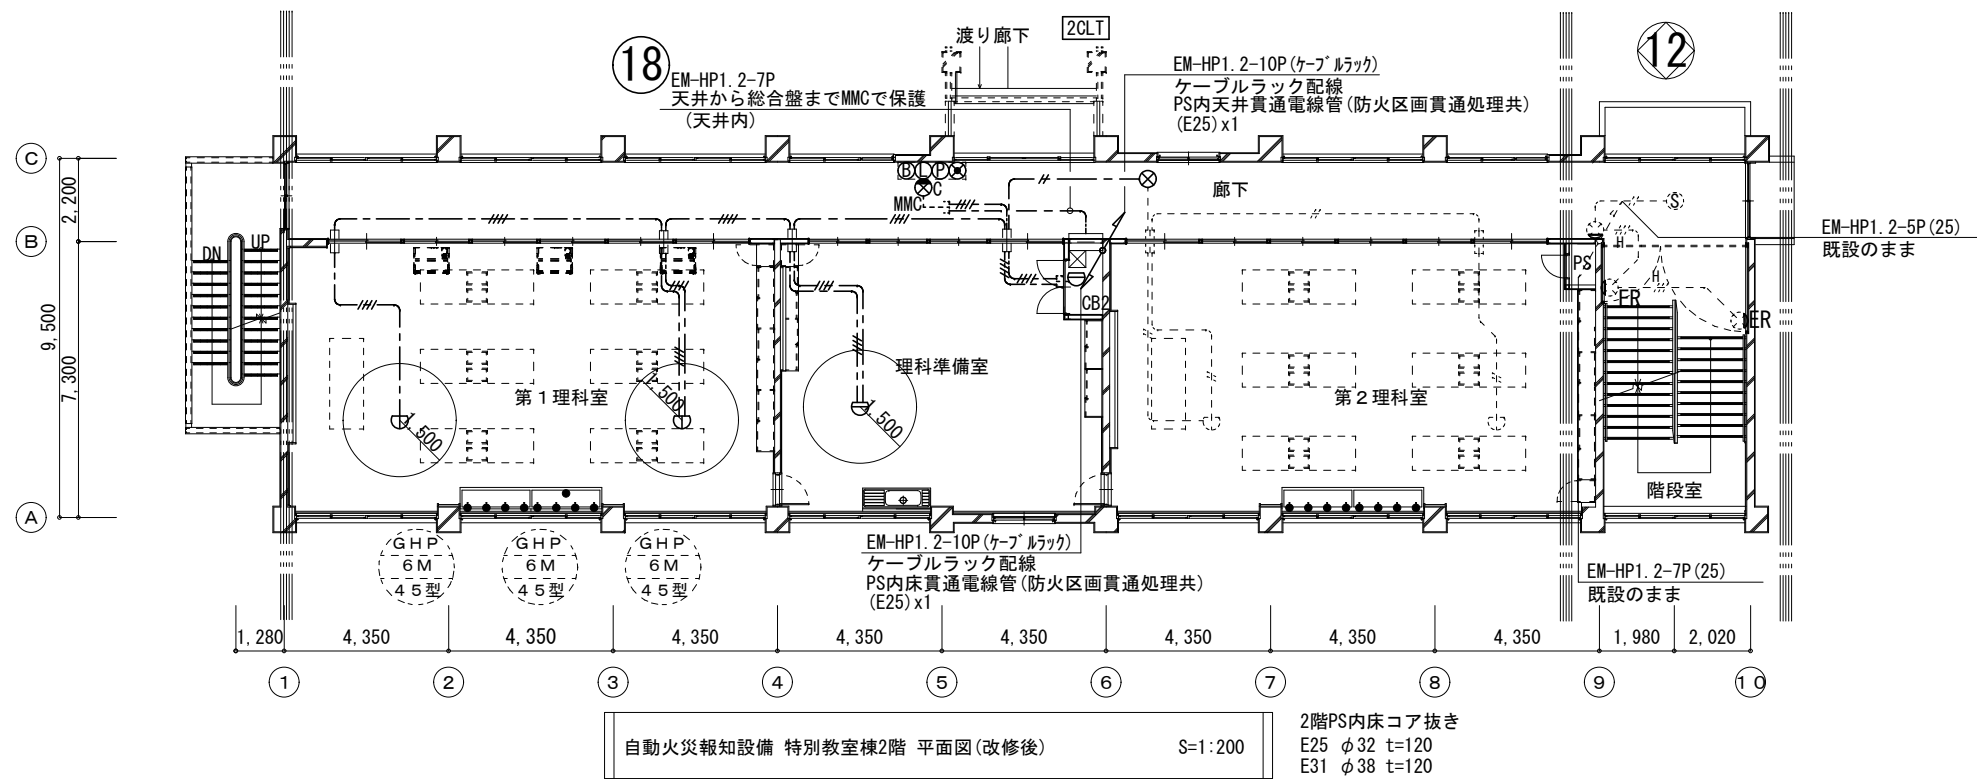 渡り廊下
2CLT
18
12
EM-HP1.2-7P
天井から総合盤までMMCで保護
(天井内)
EM-HP1.2-10P(ｹｰﾌﾞﾙﾗｯｸ)
ケーブルラック配線
PS内天井貫通電線管(防火区画貫通処理共)
(E25)x1
C
B
A
2,200
7,300
9,500
B L P
C
MMC
廊下
S
EM-HP1.2-5P(25)
既設のまま
DN
UP
H
H
PS
CB2
ER
ER
第１理科室
理科準備室
第２理科室
階段室
1,500
1,500
1,500
GHP
6M
45型
GHP
6M
45型
GHP
6M
45型
EM-HP1.2-10P(ｹｰﾌﾞﾙﾗｯｸ)
ケーブルラック配線
PS内床貫通電線管(防火区画貫通処理共)
(E25)x1
EM-HP1.2-7P(25)
既設のまま
1,280 4,350 4,350 4,350 4,350 4,350 4,350 4,350 4,350 1,980 2,020
1 2 3 4 5 6 7 8 9 10
自動火災報知設備 特別教室棟2階 平面図(改修後) S=1:200
2階PS内床コア抜き
E25 φ32 t=120
E31 φ38 t=120